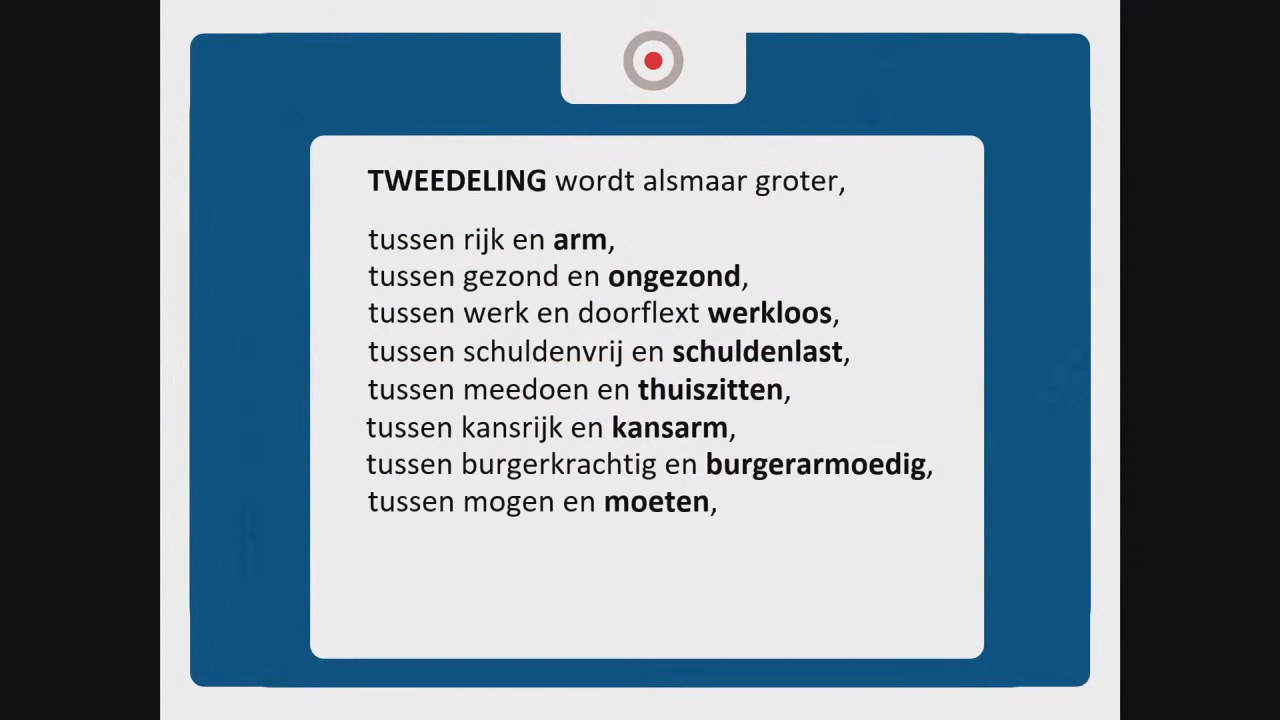 TWEEDELING wordt alsmaar groter,
tussen rijk en arm,
tussen gezond en ongezond,
tussen werk en doorflext werkloos,
tussen schuldenvrij en schuldenlast,
tussen meedoen en thuiszitten,
tussen kansrijk en kansarm,
tussen burgerkrachtig en burgerarmoedig,
tussen mogen en moeten,